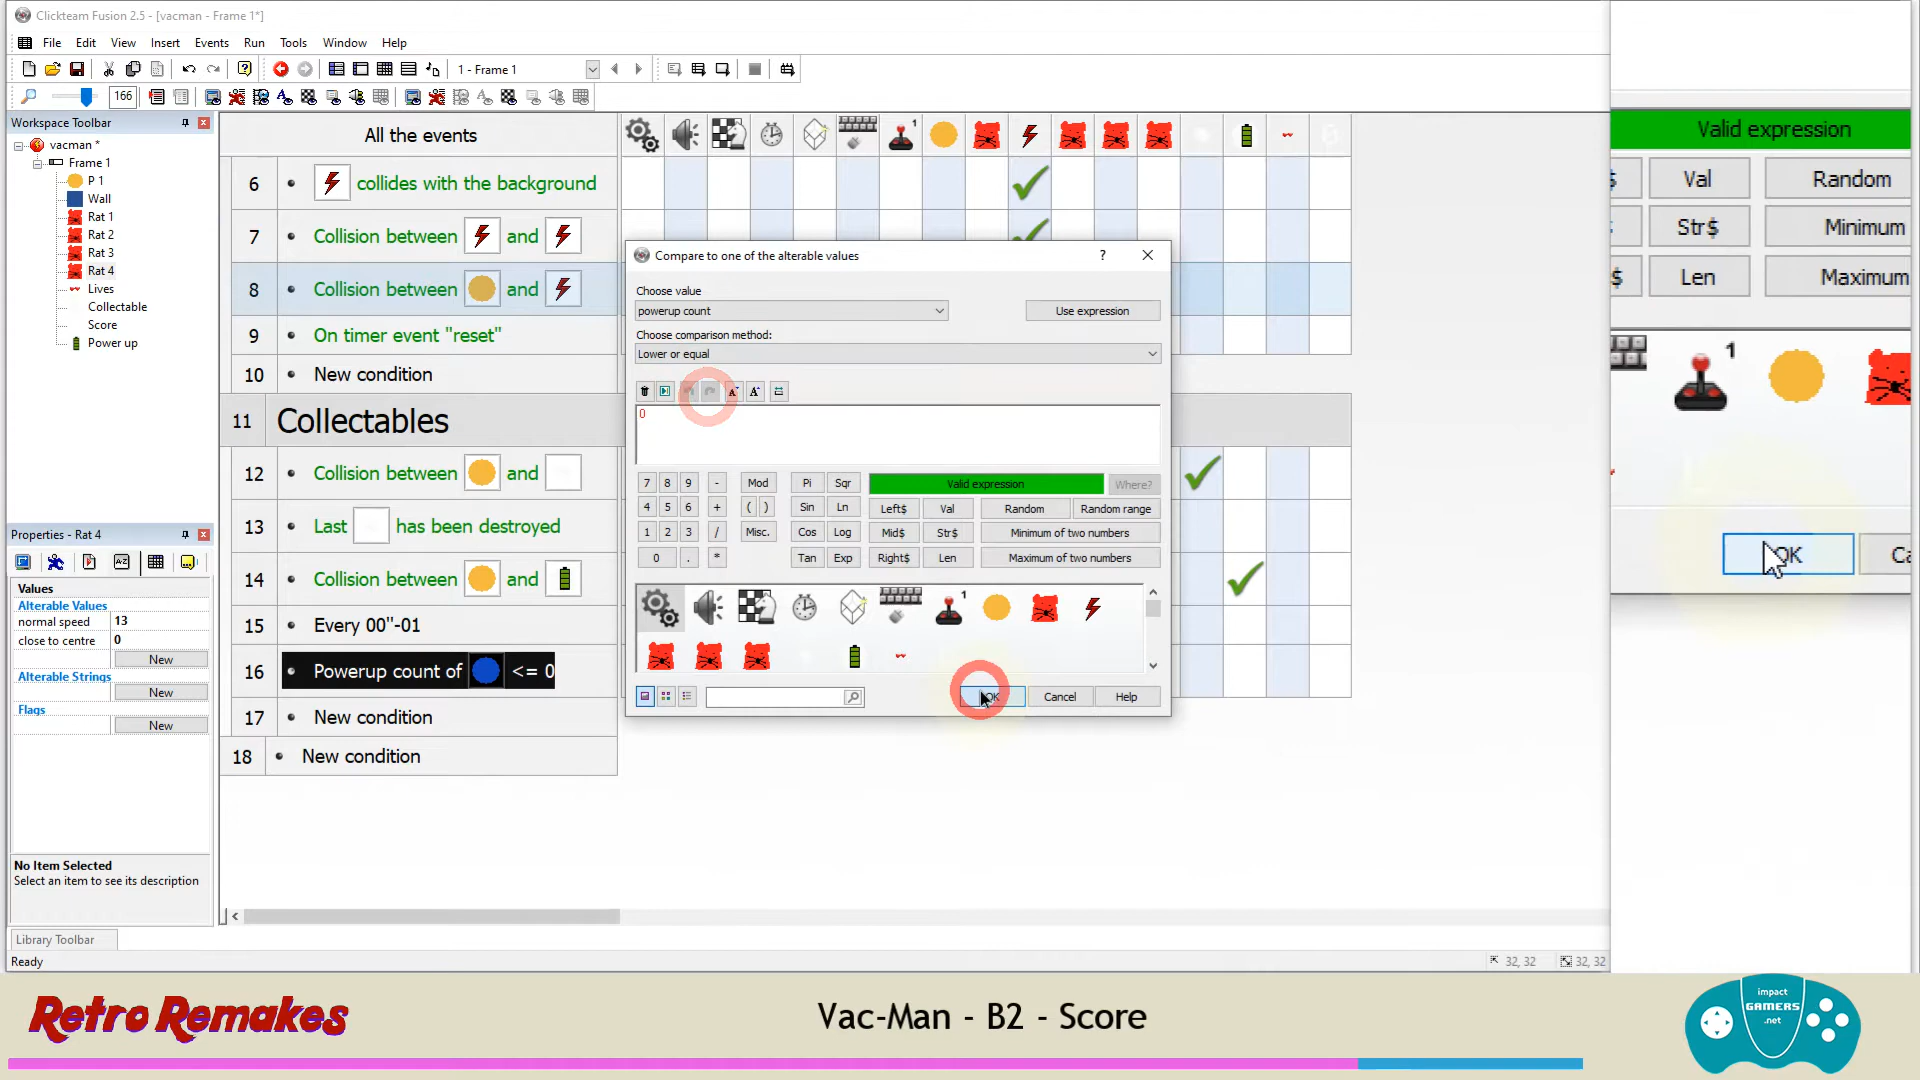 Clickteam Fusion 2.5 - [vacman - Frame 1*]
File Edit View Insert Events Run Tools Window Help
1 - Frame 1
166
Workspace Toolbar
vacman *
Frame 1
P 1
Wall
Rat 1
Rat 2
Rat 3
Rat 4
Lives
Collectable
Score
Power up
Properties - Rat 4
Values
Alterable Values
normal speed 13
close to centre 0
New
Alterable Strings
New
Flags
New
No Item Selected
Select an item to see its description
Library Toolbar
Ready
32, 32 32, 32
All the events
6 • collides with the background
7 • Collision between and
8 • Collision between and
9 • On timer event "reset"
10 • New condition
11 Collectables
12 • Collision between and
13 • Last has been destroyed
14 • Collision between and
15 • Every 00"-01
16 • Powerup count of <= 0
17 • New condition
18 • New condition
Compare to one of the alterable values
?
Choose value
powerup count Use expression
Choose comparison method:
Lower or equal
0
7 8 9 - Mod Pi Sqr Valid expression Where?
4 5 6 + ( ) Sin Ln Left$ Val Random Random range
1 2 3 / Misc. Cos Log Mid$ Str$ Minimum of two numbers
0 . * Tan Exp Right$ Len Maximum of two numbers
1
OK Cancel Help
Valid expression
$ Val Random
$ Str$ Minimum
$ Len Maximum
1
OK Ca
Retro Remakes
Vac-Man - B2 - Score
impact
GAMERS
.net